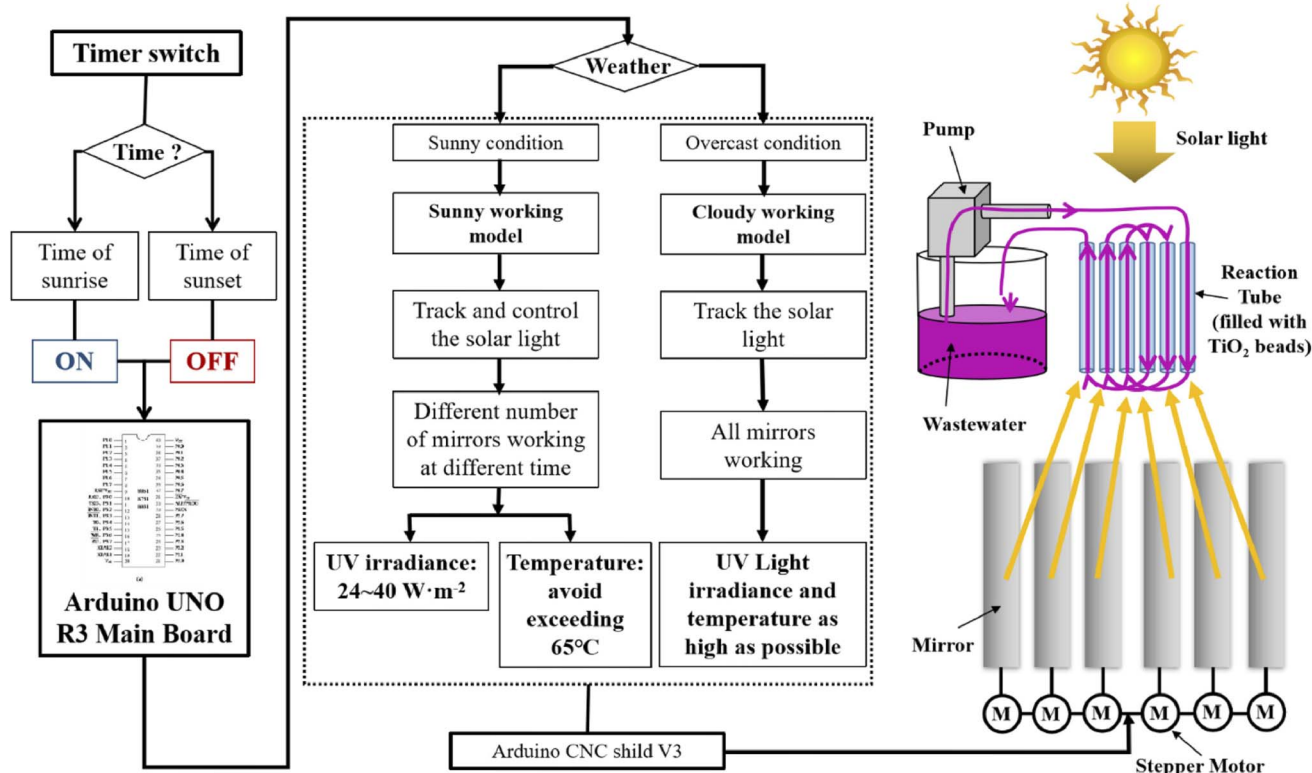 Timer switch
Time ?
Time of
sunrise
Time of
sunset
ON
OFF
(a)
Arduino UNO
R3 Main Board
Weather
Sunny condition
Overcast condition
Sunny working
model
Cloudy working
model
Track and control
the solar light
Track the solar
light
Different number
of mirrors working
at different time
All mirrors
working
UV irradiance:
24~40 W·m⁻²
Temperature:
avoid
exceeding
65°C
UV Light
irradiance and
temperature as
high as possible
Arduino CNC shild V3
Solar light
Pump
Reaction
Tube
(filled with
TiO₂ beads)
Wastewater
Mirror
M
M
M
M
M
M
Stepper Motor